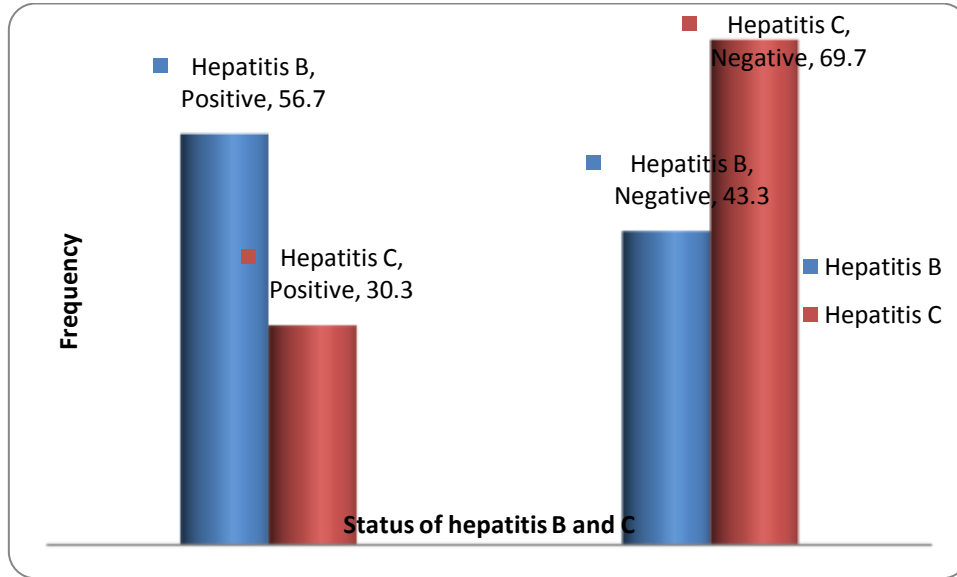 Hepatitis B,
Positive, 56.7
Hepatitis C,
Positive, 30.3
Hepatitis B,
Negative, 43.3
Hepatitis C,
Negative, 69.7
Frequency
Hepatitis B
Hepatitis C
Status of hepatitis B and C